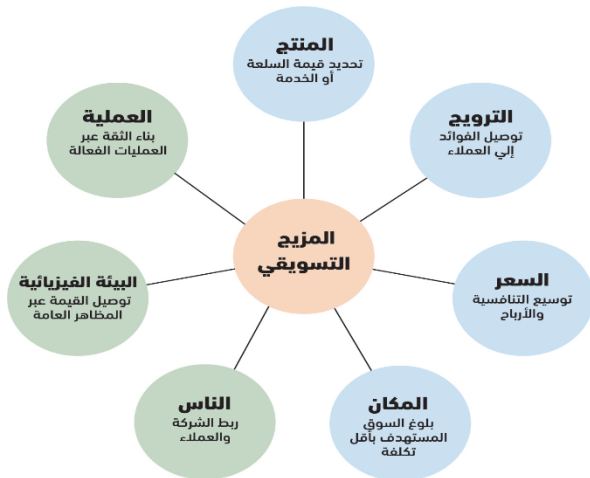 المنتج
تحديد قيمة السلعة
أو الخدمة
الترويج
توصيل الفوائد
إلي العملاء
السعر
توسيع التنافسية
والأرباح
المكان
بلوغ السوق
المستهدف بأقل
تكلفة
الناس
ربط الشركة
والعملاء
البيئة الفيزيائية
توصيل القيمة عبر
المظاهر العامة
العملية
بناء الثقة عبر
العمليات الفعالة
المزيج
التسويقي